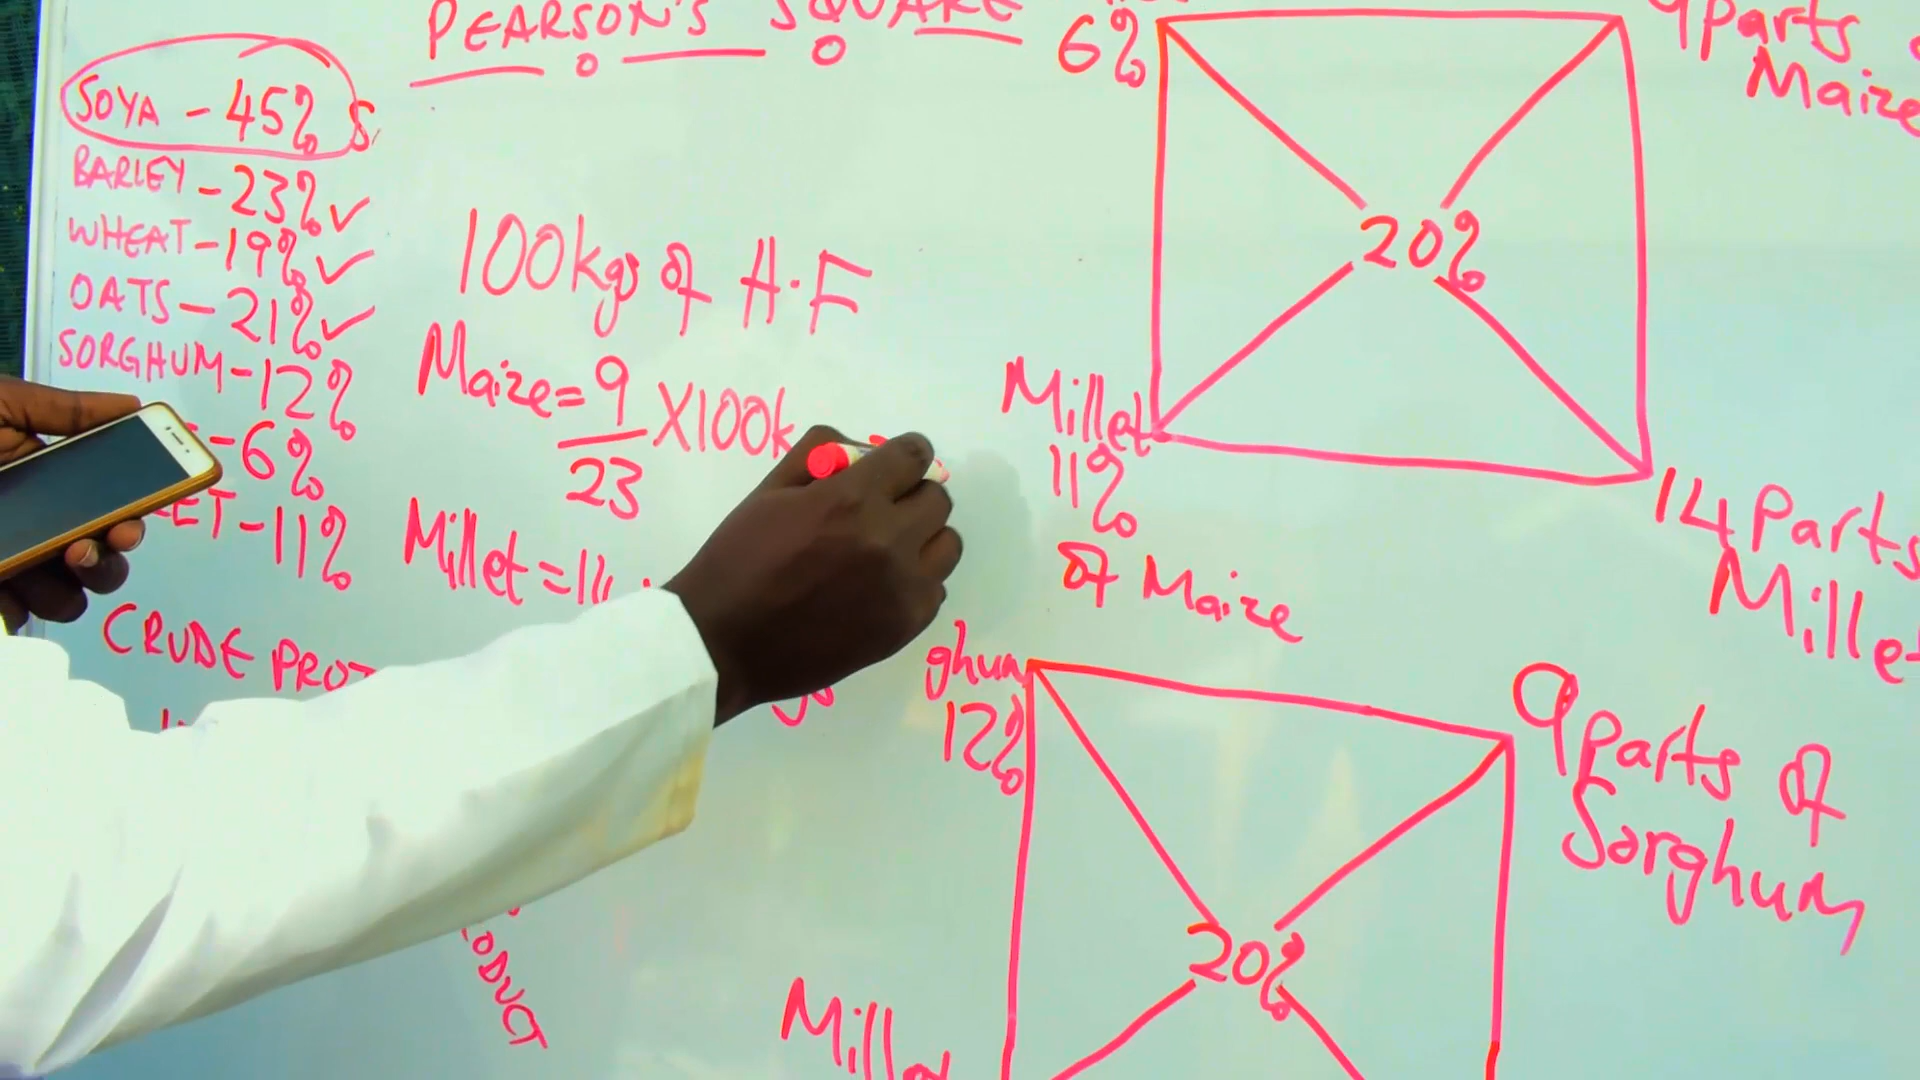 PEARSON'S SQUARE
SOYA - 45%
BARLEY - 23% ✓
WHEAT - 19% ✓
OATS - 21% ✓
SORGHUM - 12%
- 6%
ET - 11%
CRUDE PROT
100kgs of H.F
Maize = 9/23 X100k
Millet = 14
ODUCT
6%
9 Parts
Maize
20%
Millet
11%
of Maize
14 Parts
Millet
ghum
12%
9 Parts of
Sorghum
20%
Millet